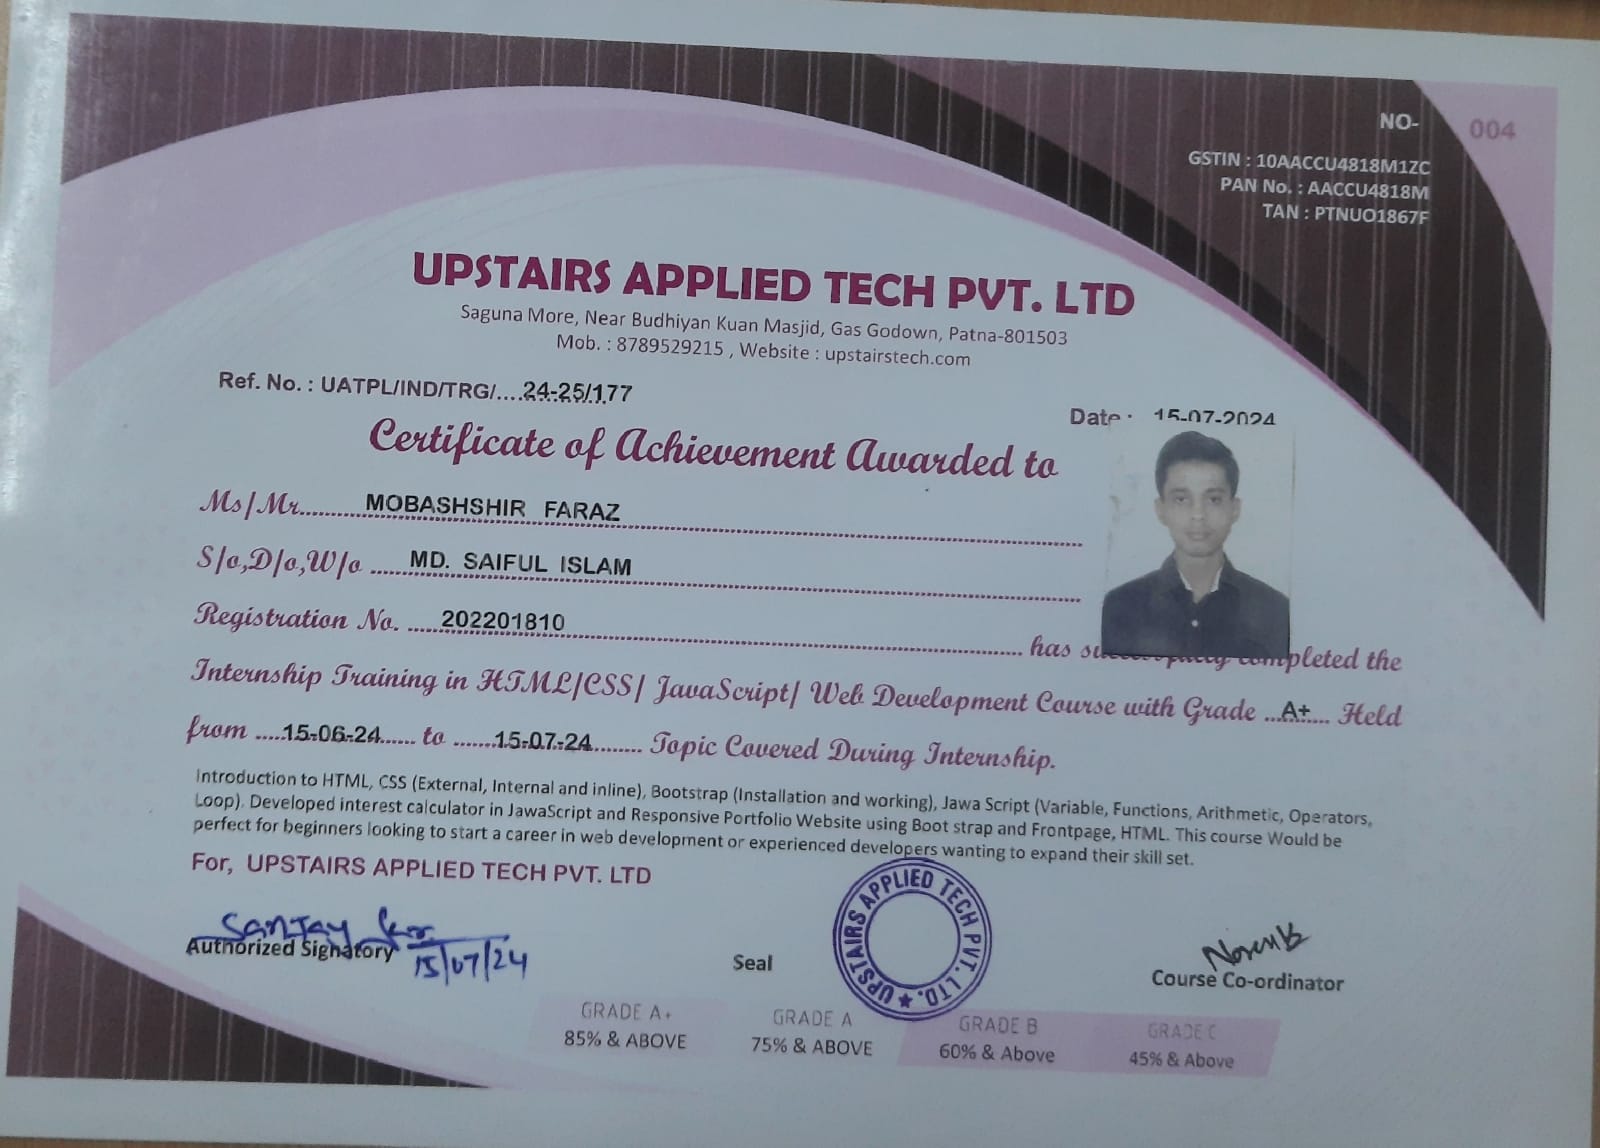 NO- 004
GSTIN : 10AACCU4818M1ZC
PAN No. : AACCU4818M
TAN : PTNUO1867F
UPSTAIRS APPLIED TECH PVT. LTD
Saguna More, Near Budhiyan Kuan Masjid, Gas Godown, Patna-801503
Mob. : 8789529215 , Website : upstairstech.com
Ref. No. : UATPL/IND/TRG/....24-25/177
Date : 15-07-2024
Certificate of Achievement Awarded to
Ms/Mr.......... MOBASHSHIR FARAZ
S/o,D/o,W/o ..... MD. SAIFUL ISLAM
Registration No. ..... 202201810 ..... has successfully completed the
Internship Training in HTML/CSS/ JavaScript/ Web Development Course with Grade ...A+.... Held
from ....15-06-24...... to .......15-07-24........ Topic Covered During Internship.
Introduction to HTML, CSS (External, Internal and inline), Bootstrap (Installation and working), Jawa Script (Variable, Functions, Arithmetic, Operators,
Loop). Developed interest calculator in JawaScript and Responsive Portfolio Website using Boot strap and Frontpage, HTML. This course Would be
perfect for beginners looking to start a career in web development or experienced developers wanting to expand their skill set.
For, UPSTAIRS APPLIED TECH PVT. LTD
Sanjay Kr.
Authorized Signatory 15/07/24
Seal
UPSTAIRS APPLIED TECH PVT. LTD. ★
Course Co-ordinator
GRADE A+ GRADE A GRADE B GRADE C
85% & ABOVE 75% & ABOVE 60% & Above 45% & Above